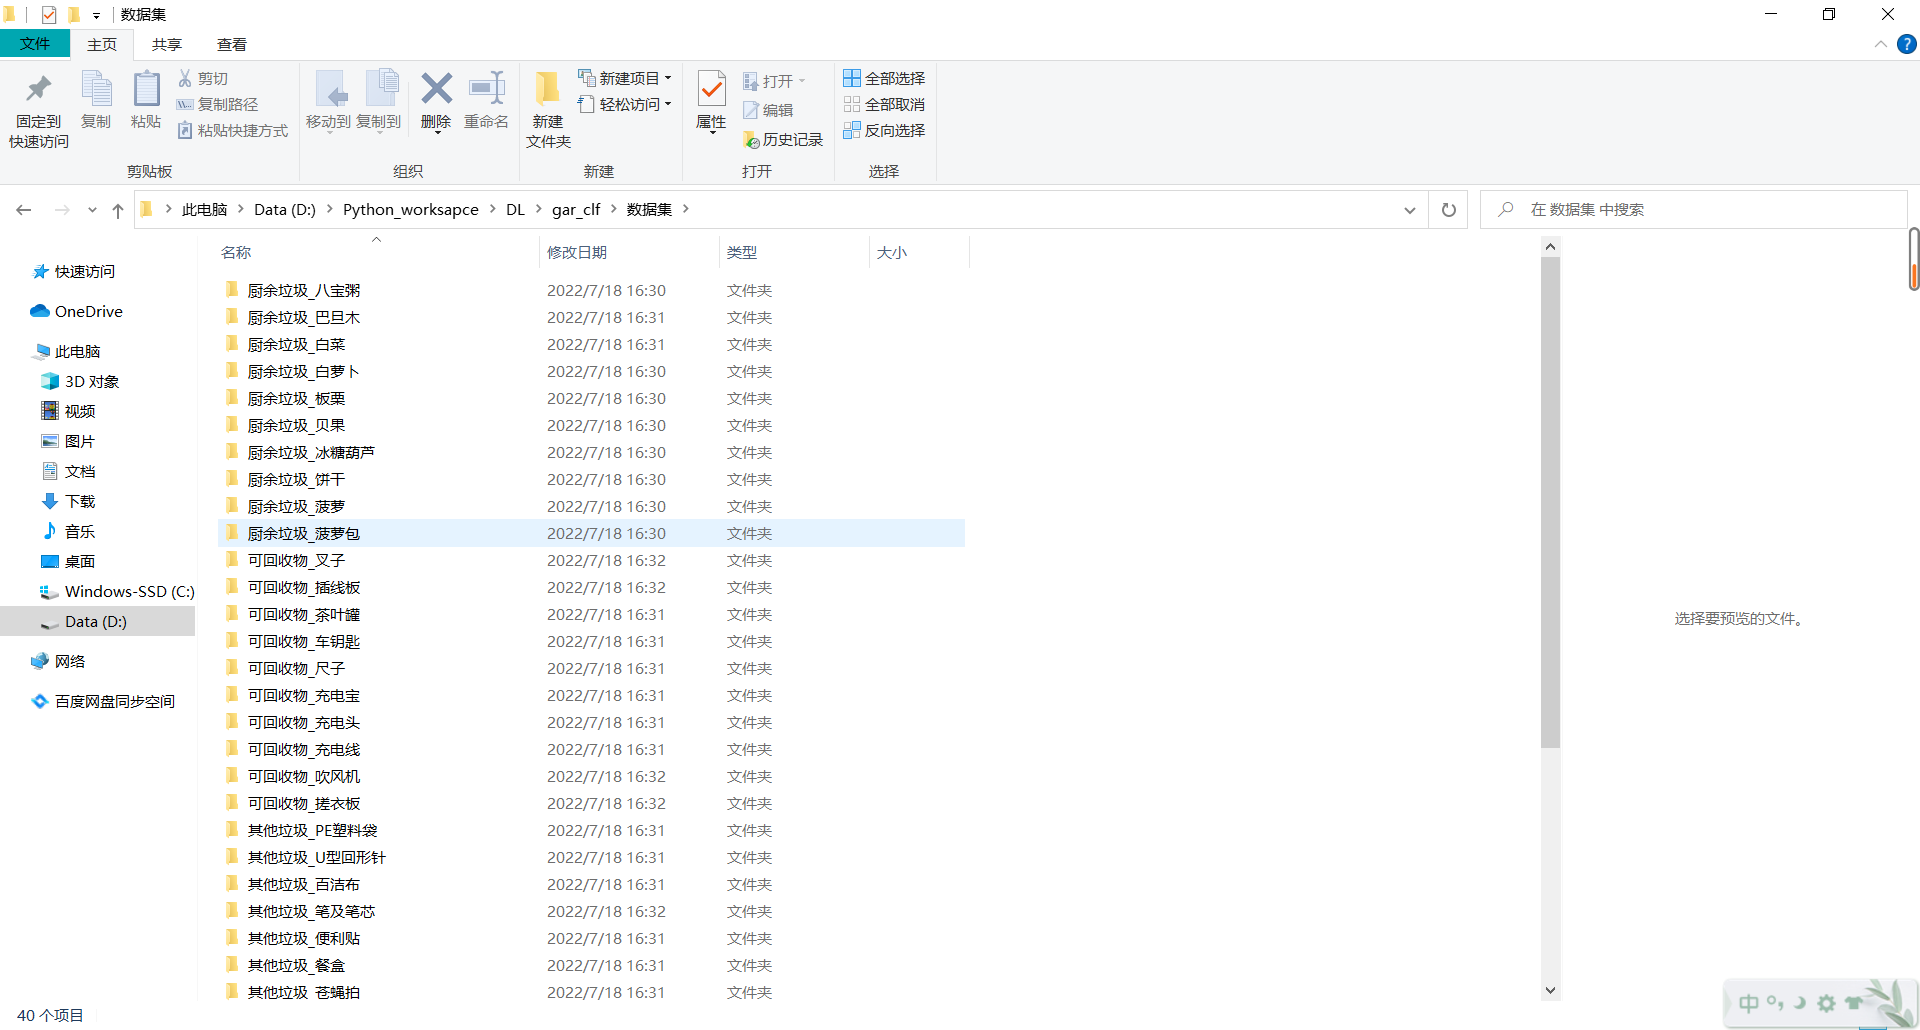 数据集
文件 主页 共享 查看
固定到
快速访问
复制
粘贴
剪切
复制路径
粘贴快捷方式
剪贴板
移动到
复制到
删除
重命名
组织
新建
文件夹
新建项目
轻松访问
新建
属性
打开
编辑
历史记录
打开
全部选择
全部取消
反向选择
选择
此电脑 Data (D:) Python_worksapce DL gar_clf 数据集
在 数据集 中搜索
快速访问
OneDrive
此电脑
3D 对象
视频
图片
文档
下载
音乐
桌面
Windows-SSD (C:)
Data (D:)
网络
百度网盘同步空间
名称 修改日期 类型 大小
厨余垃圾_八宝粥 2022/7/18 16:30 文件夹
厨余垃圾_巴旦木 2022/7/18 16:31 文件夹
厨余垃圾_白菜 2022/7/18 16:31 文件夹
厨余垃圾_白萝卜 2022/7/18 16:30 文件夹
厨余垃圾_板栗 2022/7/18 16:30 文件夹
厨余垃圾_贝果 2022/7/18 16:30 文件夹
厨余垃圾_冰糖葫芦 2022/7/18 16:30 文件夹
厨余垃圾_饼干 2022/7/18 16:30 文件夹
厨余垃圾_菠萝 2022/7/18 16:30 文件夹
厨余垃圾_菠萝包 2022/7/18 16:30 文件夹
可回收物_叉子 2022/7/18 16:32 文件夹
可回收物_插线板 2022/7/18 16:32 文件夹
可回收物_茶叶罐 2022/7/18 16:31 文件夹
可回收物_车钥匙 2022/7/18 16:31 文件夹
可回收物_尺子 2022/7/18 16:31 文件夹
可回收物_充电宝 2022/7/18 16:31 文件夹
可回收物_充电头 2022/7/18 16:31 文件夹
可回收物_充电线 2022/7/18 16:31 文件夹
可回收物_吹风机 2022/7/18 16:32 文件夹
可回收物_搓衣板 2022/7/18 16:32 文件夹
其他垃圾_PE塑料袋 2022/7/18 16:31 文件夹
其他垃圾_U型回形针 2022/7/18 16:31 文件夹
其他垃圾_百洁布 2022/7/18 16:31 文件夹
其他垃圾_笔及笔芯 2022/7/18 16:32 文件夹
其他垃圾_便利贴 2022/7/18 16:31 文件夹
其他垃圾_餐盒 2022/7/18 16:31 文件夹
其他垃圾_苍蝇拍 2022/7/18 16:31 文件夹
选择要预览的文件。
40 个项目
中